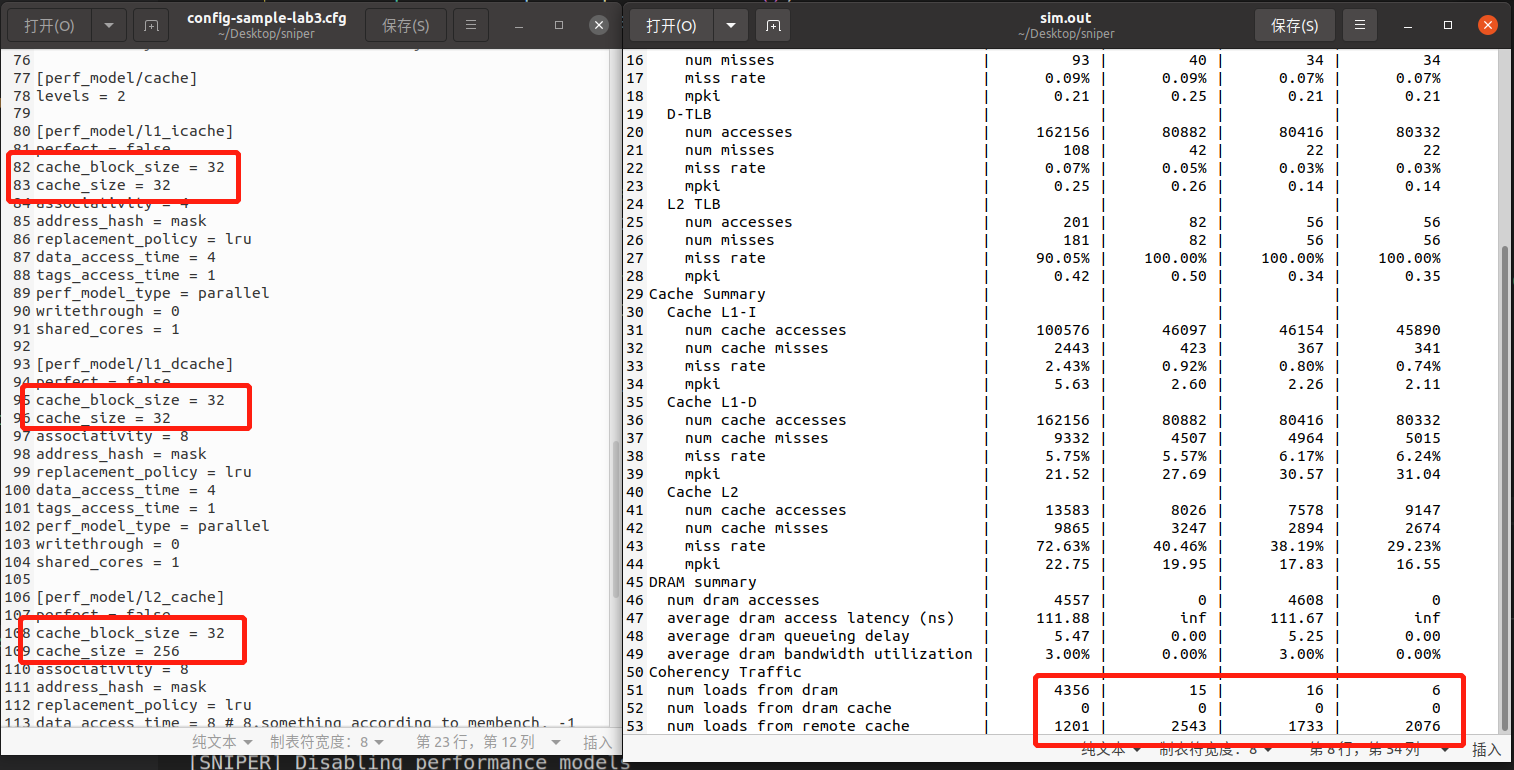 打开(O)
config-sample-lab3.cfg
~/Desktop/sniper
保存(S)
76
77 [perf_model/cache]
78 levels = 2
79
80 [perf_model/l1_icache]
81 perfect = false
82 cache_block_size = 32
83 cache_size = 32
84 associativity = 4
85 address_hash = mask
86 replacement_policy = lru
87 data_access_time = 4
88 tags_access_time = 1
89 perf_model_type = parallel
90 writethrough = 0
91 shared_cores = 1
92
93 [perf_model/l1_dcache]
94 perfect = false
95 cache_block_size = 32
96 cache_size = 32
97 associativity = 8
98 address_hash = mask
99 replacement_policy = lru
100 data_access_time = 4
101 tags_access_time = 1
102 perf_model_type = parallel
103 writethrough = 0
104 shared_cores = 1
105
106 [perf_model/l2_cache]
107 perfect = false
108 cache_block_size = 32
109 cache_size = 256
110 associativity = 8
111 address_hash = mask
112 replacement_policy = lru
113 data_access_time = 8 # 8.something according to membench, -1
纯文本 制表符宽度：8 第 23 行，第 12 列 插入
[SNIPER] Disabling performance models
打开(O)
sim.out
~/Desktop/sniper
保存(S)
16 num misses | 93 | 40 | 34 | 34
17 miss rate | 0.09% | 0.09% | 0.07% | 0.07%
18 mpki | 0.21 | 0.25 | 0.21 | 0.21
19 D-TLB | | | |
20 num accesses | 162156 | 80882 | 80416 | 80332
21 num misses | 108 | 42 | 22 | 22
22 miss rate | 0.07% | 0.05% | 0.03% | 0.03%
23 mpki | 0.25 | 0.26 | 0.14 | 0.14
24 L2 TLB | | | |
25 num accesses | 201 | 82 | 56 | 56
26 num misses | 181 | 82 | 56 | 56
27 miss rate | 90.05% | 100.00% | 100.00% | 100.00%
28 mpki | 0.42 | 0.50 | 0.34 | 0.35
29 Cache Summary | | | |
30 Cache L1-I | | | |
31 num cache accesses | 100576 | 46097 | 46154 | 45890
32 num cache misses | 2443 | 423 | 367 | 341
33 miss rate | 2.43% | 0.92% | 0.80% | 0.74%
34 mpki | 5.63 | 2.60 | 2.26 | 2.11
35 Cache L1-D | | | |
36 num cache accesses | 162156 | 80882 | 80416 | 80332
37 num cache misses | 9332 | 4507 | 4964 | 5015
38 miss rate | 5.75% | 5.57% | 6.17% | 6.24%
39 mpki | 21.52 | 27.69 | 30.57 | 31.04
40 Cache L2 | | | |
41 num cache accesses | 13583 | 8026 | 7578 | 9147
42 num cache misses | 9865 | 3247 | 2894 | 2674
43 miss rate | 72.63% | 40.46% | 38.19% | 29.23%
44 mpki | 22.75 | 19.95 | 17.83 | 16.55
45 DRAM summary | | | |
46 num dram accesses | 4557 | 0 | 4608 | 0
47 average dram access latency (ns) | 111.88 | inf | 111.67 | inf
48 average dram queueing delay | 5.47 | 0.00 | 5.25 | 0.00
49 average dram bandwidth utilization | 3.00% | 0.00% | 3.00% | 0.00%
50 Coherency Traffic | | | |
51 num loads from dram | 4356 | 15 | 16 | 6
52 num loads from dram cache | 0 | 0 | 0 | 0
53 num loads from remote cache | 1201 | 2543 | 1733 | 2076
纯文本 制表符宽度：8 第 8 行，第 34 列 插入